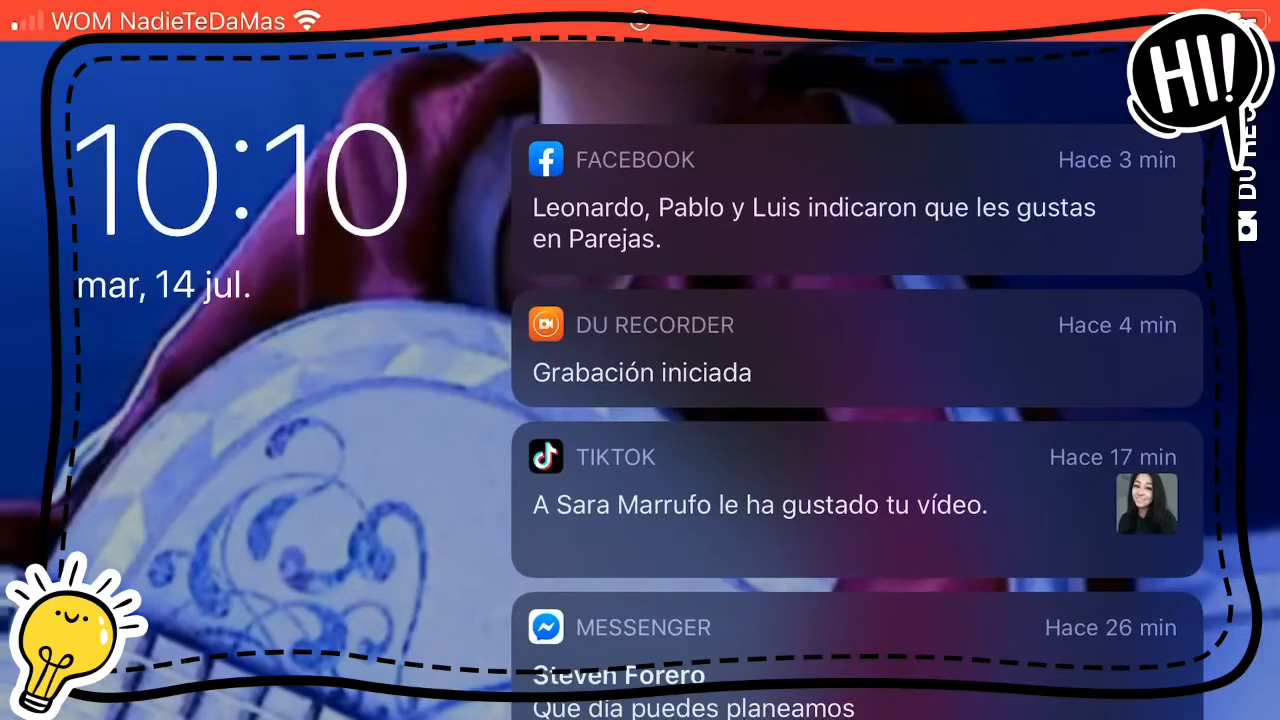 WOM NadieTeDaMas
HI!
10:10
mar, 14 jul.
FACEBOOK
Hace 3 min
Leonardo, Pablo y Luis indicaron que les gustas
en Parejas.
DU RECORDER
Hace 4 min
Grabación iniciada
TIKTOK
Hace 17 min
A Sara Marrufo le ha gustado tu vídeo.
MESSENGER
Hace 26 min
Steven Forero
Que día puedes planeamos
DU